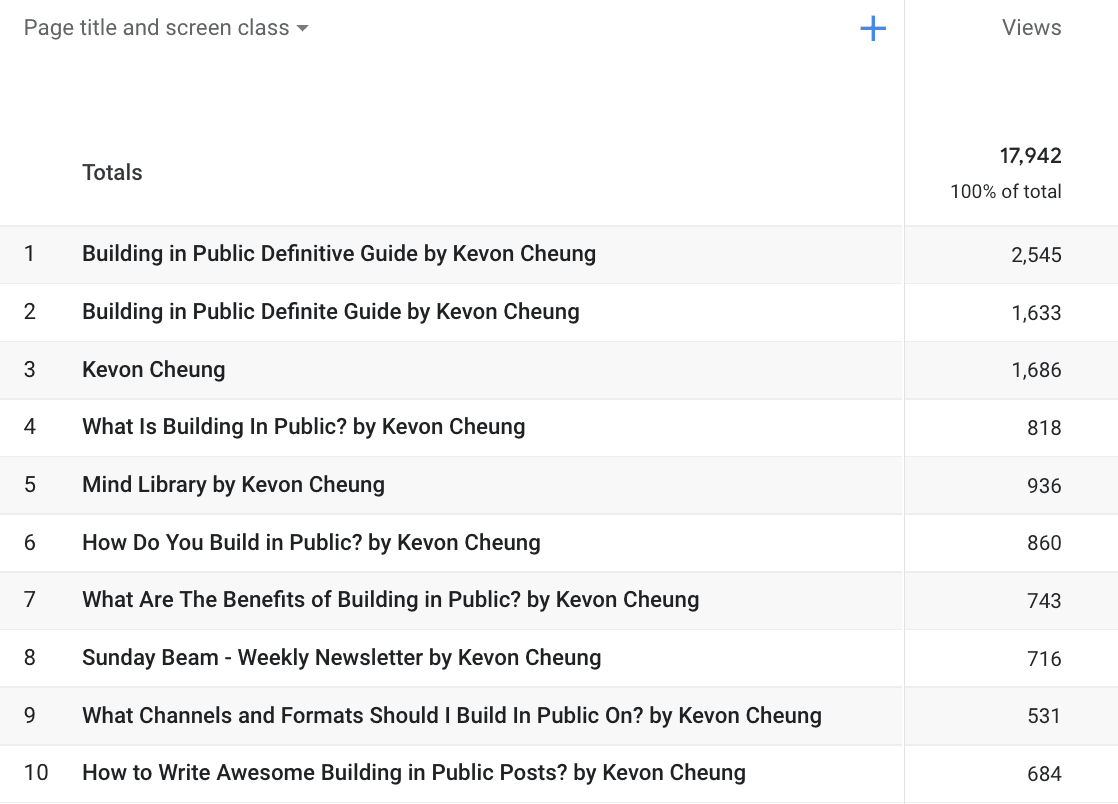 Page title and screen class Views
Totals 17,942
100% of total
1 Building in Public Definitive Guide by Kevon Cheung 2,545
2 Building in Public Definite Guide by Kevon Cheung 1,633
3 Kevon Cheung 1,686
4 What Is Building In Public? by Kevon Cheung 818
5 Mind Library by Kevon Cheung 936
6 How Do You Build in Public? by Kevon Cheung 860
7 What Are The Benefits of Building in Public? by Kevon Cheung 743
8 Sunday Beam - Weekly Newsletter by Kevon Cheung 716
9 What Channels and Formats Should I Build In Public On? by Kevon Cheung 531
10 How to Write Awesome Building in Public Posts? by Kevon Cheung 684